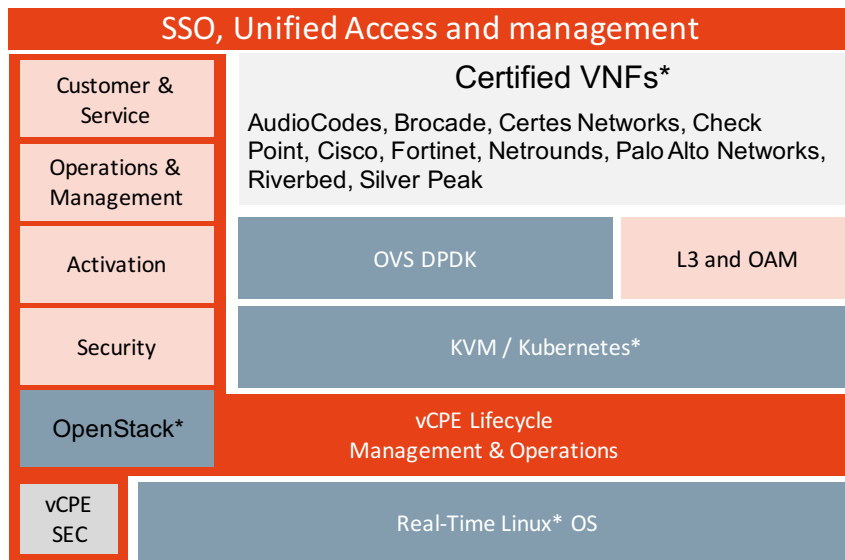 SSO, Unified Access and management
Customer &
Service
Operations &
Management
Activation
Security
OpenStack*
vCPE
SEC
Certified VNFs*
AudioCodes, Brocade, Certes Networks, Check
Point, Cisco, Fortinet, Netrounds, Palo Alto Networks,
Riverbed, Silver Peak
OVS DPDK
L3 and OAM
KVM / Kubernetes*
vCPE Lifecycle
Management & Operations
Real-Time Linux* OS